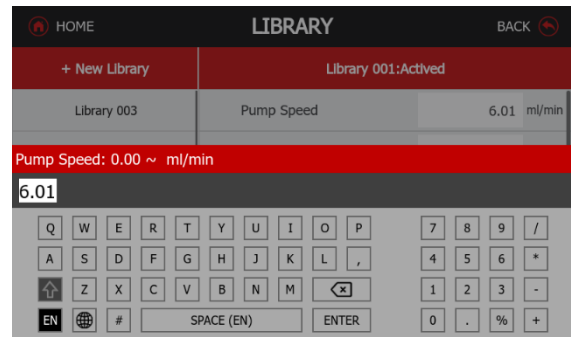 HOME LIBRARY BACK
+ New Library Library 001:Actived
Library 003 Pump Speed 6.01 ml/min
Pump Speed: 0.00 ~ ml/min
6.01
Q W E R T Y U I O P 7 8 9 /
A S D F G H J K L , 4 5 6 *
Z X C V B N M 1 2 3 -
EN # SPACE (EN) ENTER 0 . % +